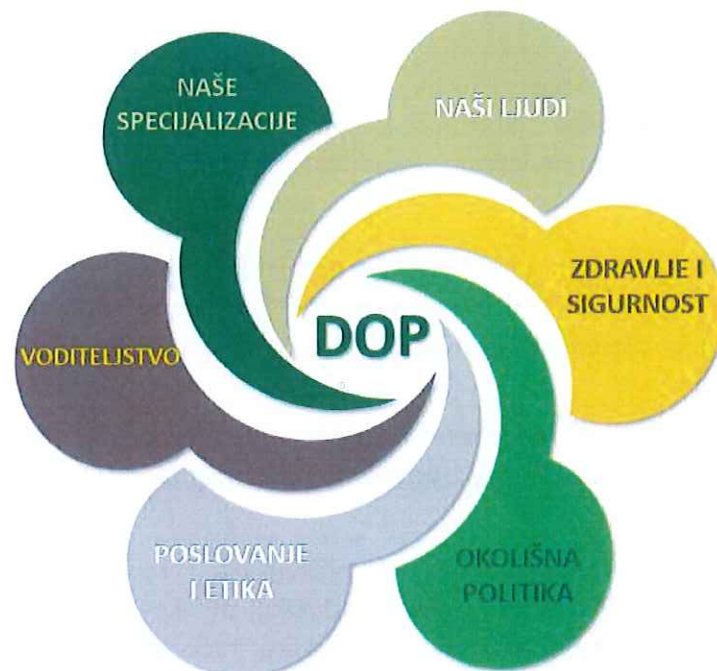 NAŠE
SPECIJALIZACIJE
NAŠI LJUDI
ZDRAVLJE I
SIGURNOST
DOP
VODITELJSTVO
POSLOVANJE
I ETIKA
OKOLIŠNA
POLITIKA